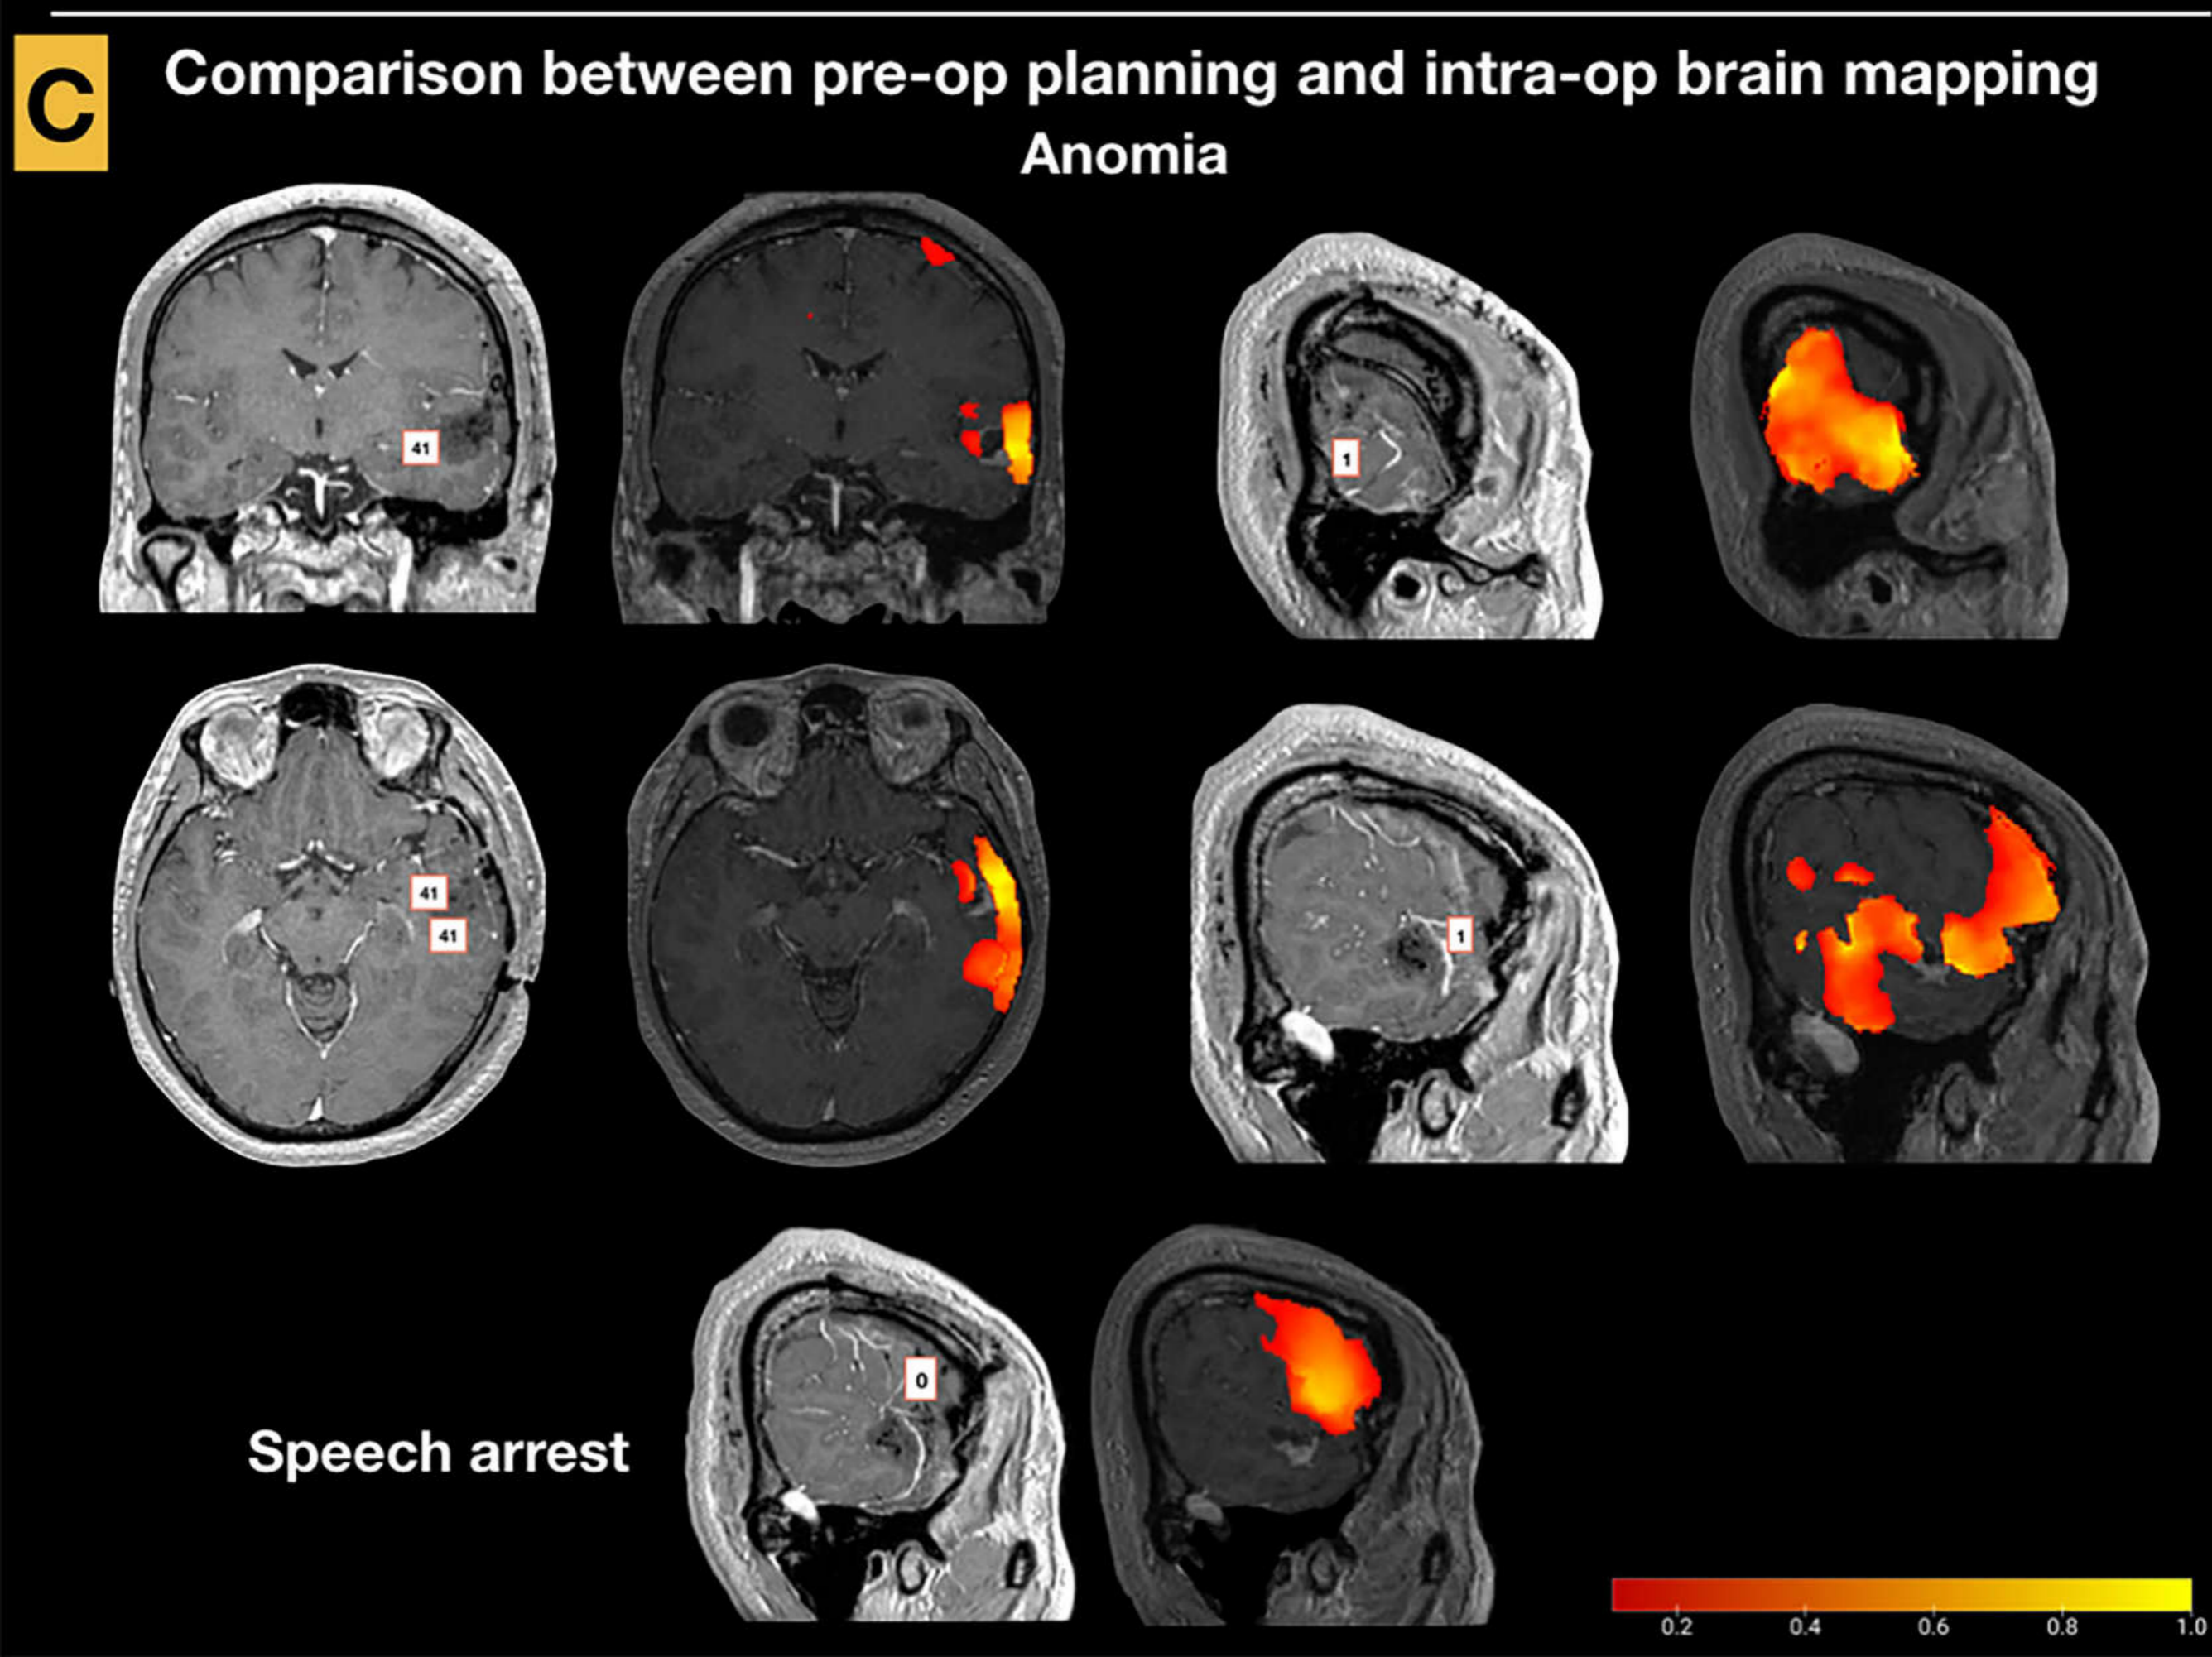 C
Comparison between pre-op planning and intra-op brain mapping
Anomia
41
1
41
41
1
Speech arrest
0
0.2 0.4 0.6 0.8 1.0